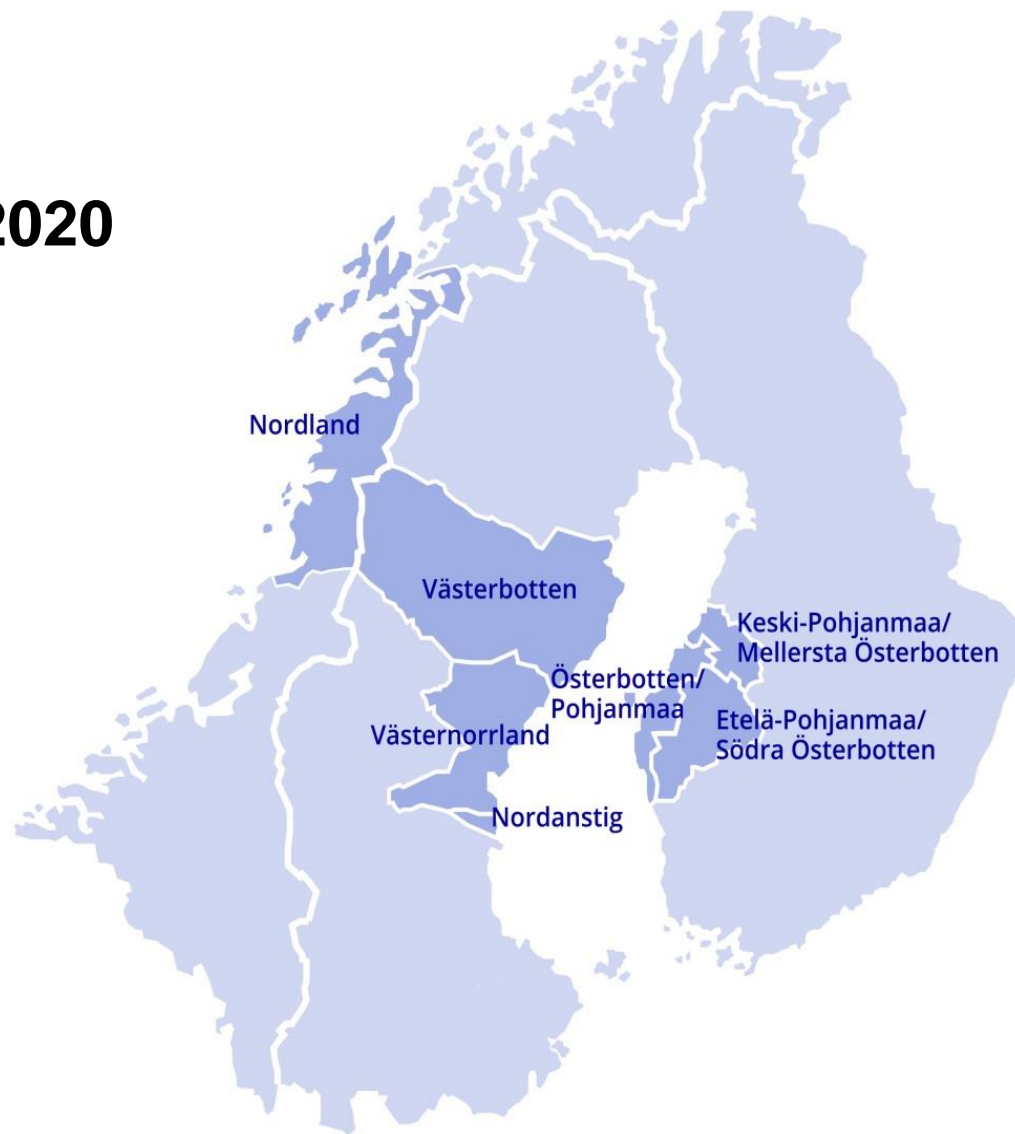 2020
Nordland
Västerbotten
Keski-Pohjanmaa/
Mellersta Österbotten
Österbotten/
Pohjanmaa
Etelä-Pohjanmaa/
Södra Österbotten
Västernorrland
Nordanstig